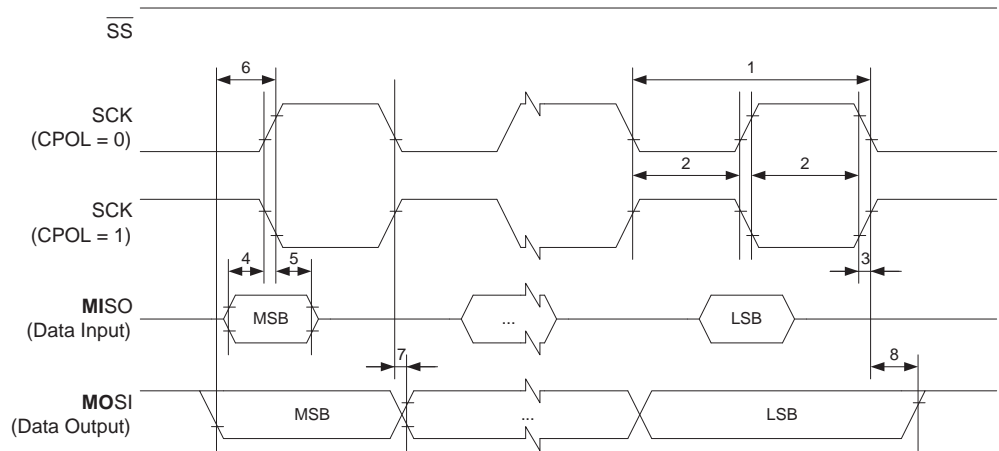 SS
6
1
SCK
(CPOL = 0)
2
2
SCK
(CPOL = 1)
4
5
3
MISO
(Data Input)
MSB
...
LSB
7
8
MOSI
(Data Output)
MSB
...
LSB